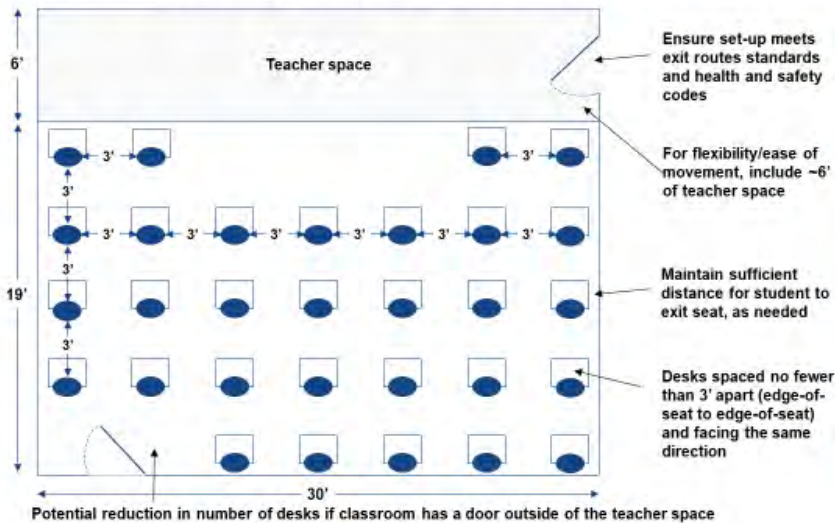 6'
Teacher space
Ensure set-up meets
exit routes standards
and health and safety
codes
For flexibility/ease of
movement, include ~6'
of teacher space
3'
3'
3'
3'
3'
3'
3'
3'
3'
3'
19'
3'
Maintain sufficient
distance for student to
exit seat, as needed
3'
Desks spaced no fewer
than 3' apart (edge-of-
seat to edge-of-seat)
and facing the same
direction
30'
Potential reduction in number of desks if classroom has a door outside of the teacher space